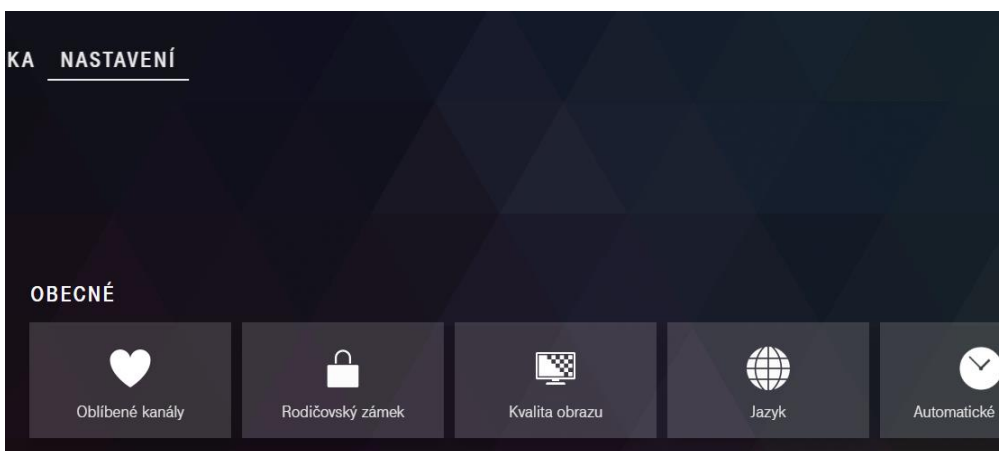 KA NASTAVENÍ
OBECNÉ
Oblíbené kanály Rodičovský zámek Kvalita obrazu Jazyk Automatické